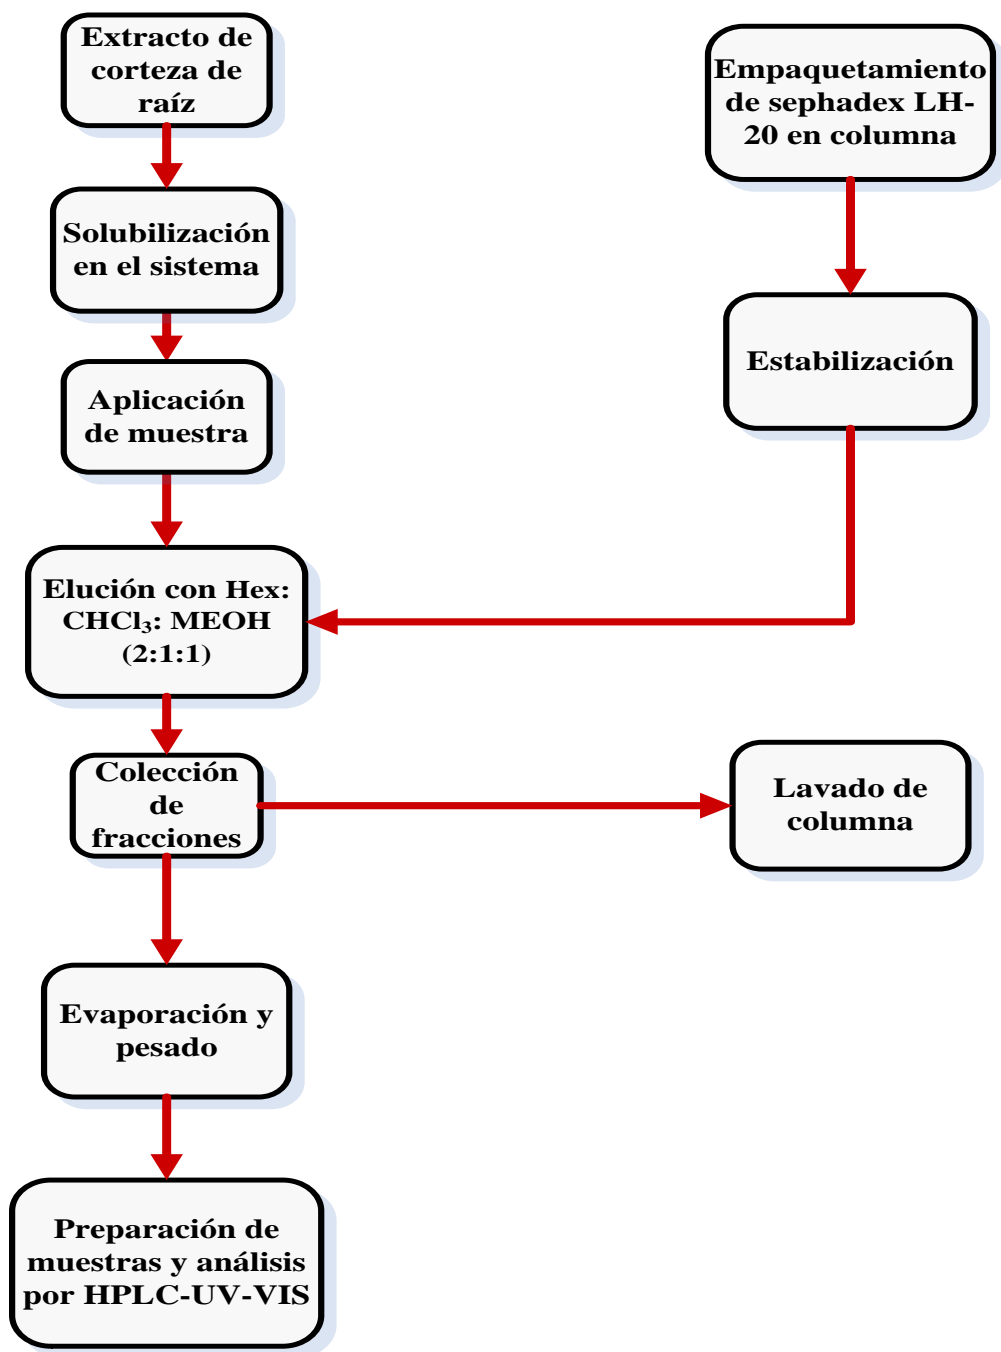 Extracto de
corteza de
raíz
Empaquetamiento
de sephadex LH-
20 en columna
Solubilización
en el sistema
Estabilización
Aplicación
de muestra
Elución con Hex:
CHCl₃: MEOH
(2:1:1)
Colección
de
fracciones
Lavado de
columna
Evaporación y
pesado
Preparación de
muestras y análisis
por HPLC-UV-VIS